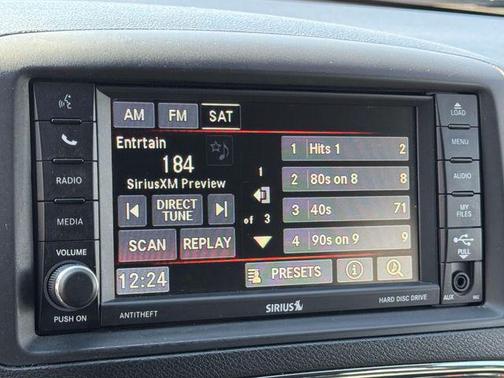 LOAD
MENU
AUDIO
MY
FILES
PULL
AUX
RADIO
MEDIA
VOLUME
PUSH ON
AM FM SAT
Entrtain
184
SiriusXM Preview
DIRECT
TUNE
SCAN REPLAY
12:24
1
of 3
1 Hits 1 2
2 80s on 8 8
3 40s 71
4 90s on 9 9
PRESETS
i
ANTITHEFT
SIRIUS
HARD DISC DRIVE